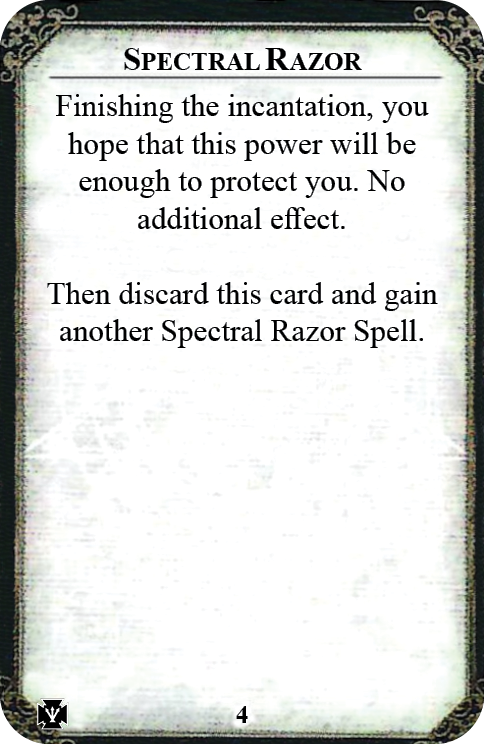 SPECTRAL RAZOR
Finishing the incantation, you
hope that this power will be
enough to protect you. No
additional effect.
Then discard this card and gain
another Spectral Razor Spell.
4